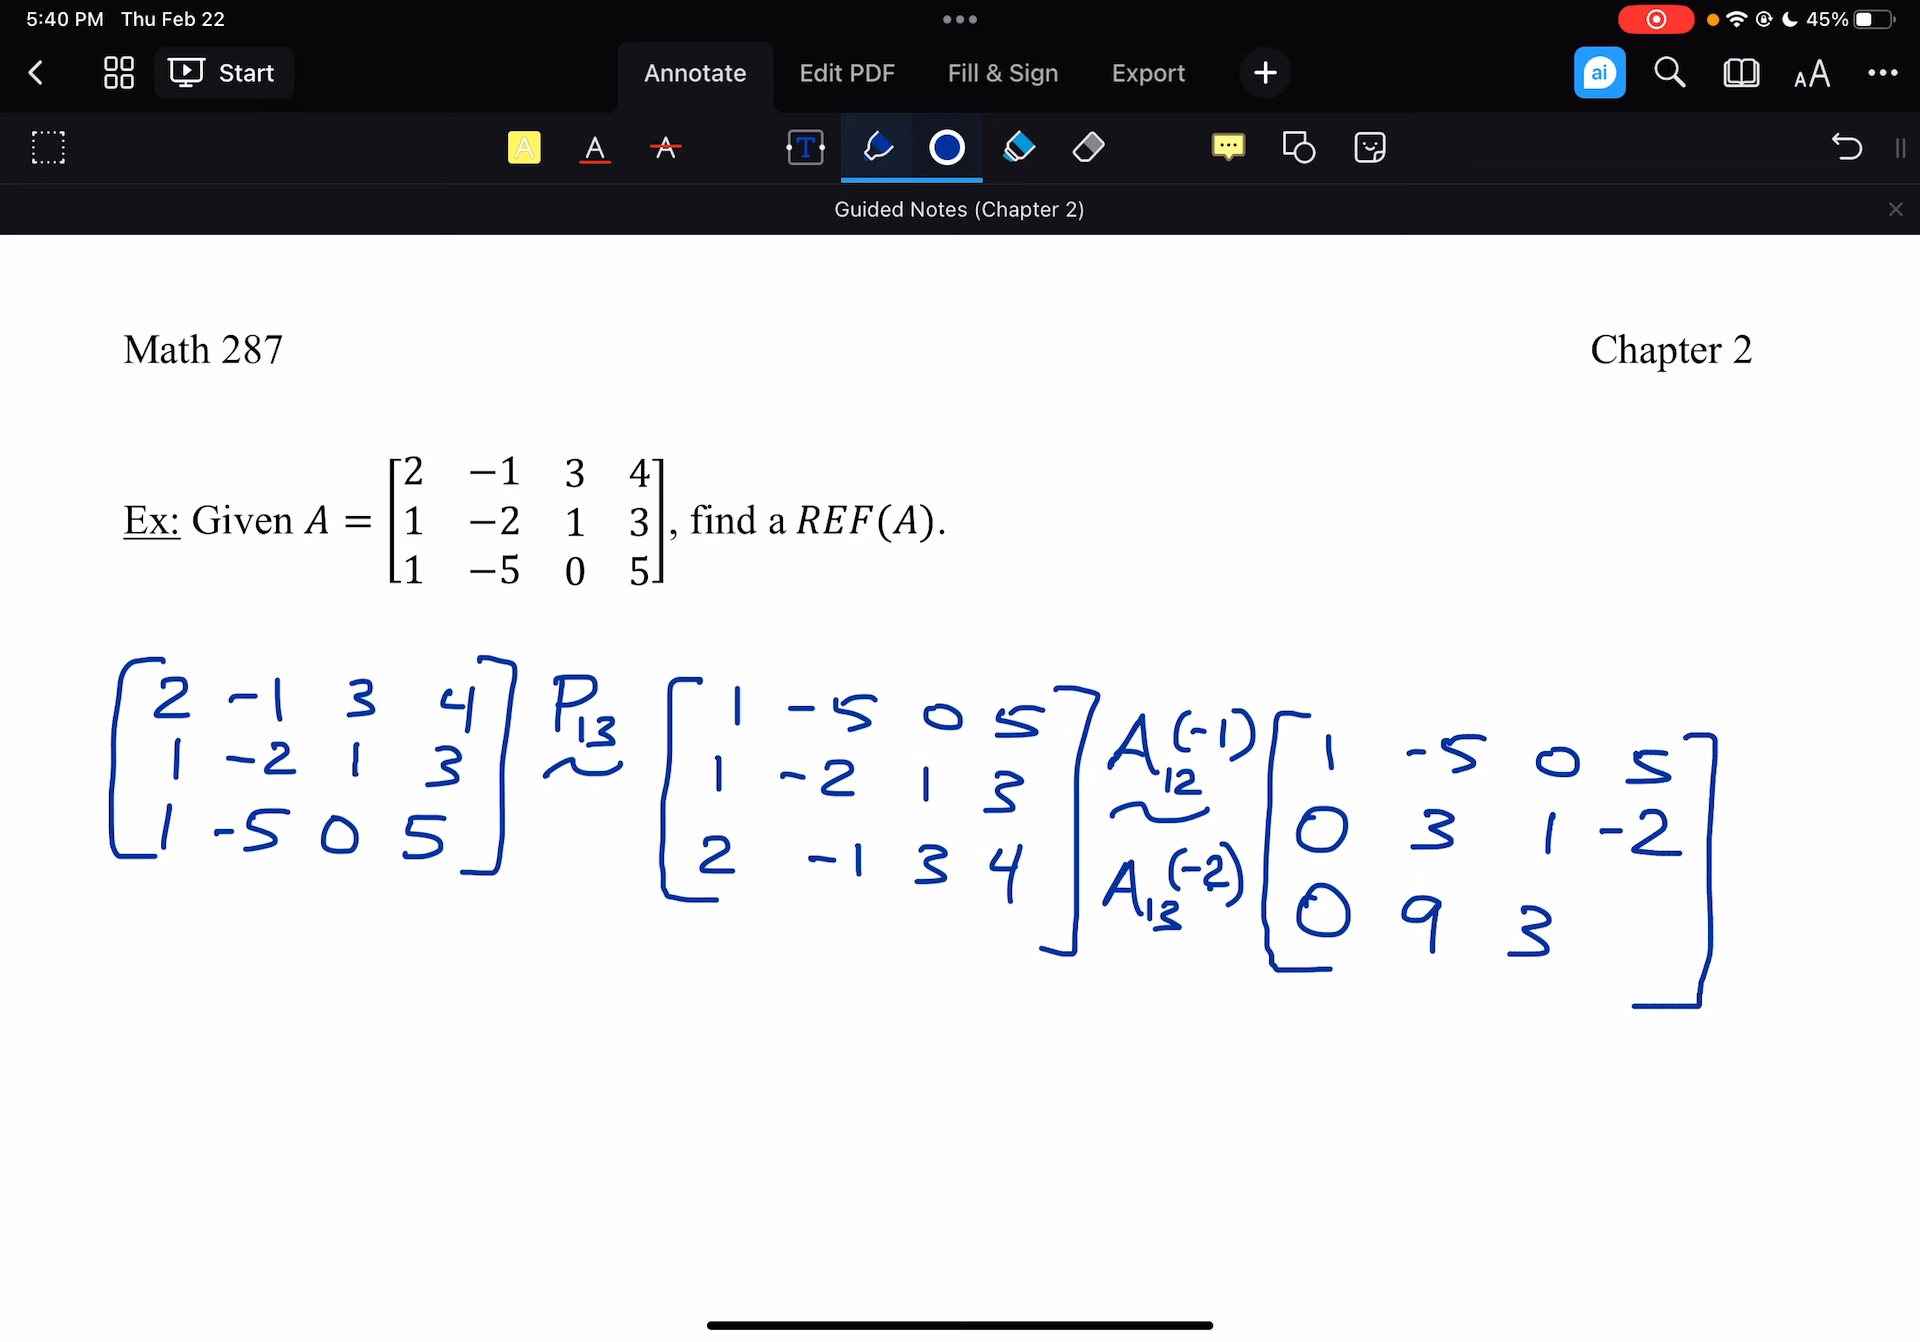 5:40 PM Thu Feb 22 45%
Start Annotate Edit PDF Fill & Sign Export ai AA
A A A T
Guided Notes (Chapter 2)
Math 287 Chapter 2
2 −1 3 4
Ex: Given A = 1 −2 1 3 , find a REF(A).
1 −5 0 5
2 -1 3 4 P13 1 -5 0 5 A12(-1) 1 -5 0 5
1 -2 1 3 ~ 1 -2 1 3 ~ 0 3 1 -2
1 -5 0 5 2 -1 3 4 A13(-2) 0 9 3